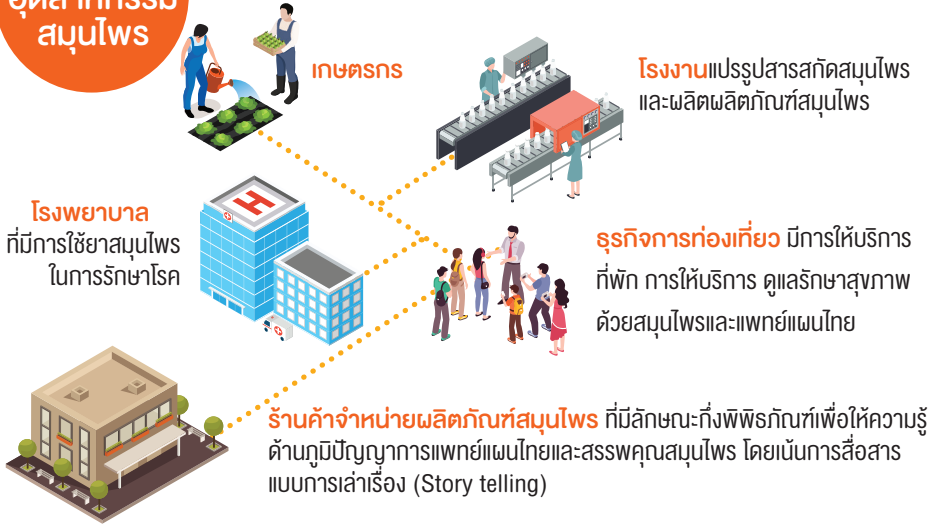 อุตสาหกรรม
สมุนไพร
เกษตรกร
โรงงานแปรรูปสารสกัดสมุนไพร
และผลิตผลิตภัณฑ์สมุนไพร
โรงพยาบาล
ที่มีการใช้ยาสมุนไพร
ในการรักษาโรค
H
ธุรกิจการท่องเที่ยว มีการให้บริการ
ที่พัก การให้บริการ ดูแลรักษาสุขภาพ
ด้วยสมุนไพรและแพทย์แผนไทย
ร้านค้าจำหน่ายผลิตภัณฑ์สมุนไพร ที่มีลักษณะกึ่งพิพิธภัณฑ์เพื่อให้ความรู้
ด้านภูมิปัญญาการแพทย์แผนไทยและสรรพคุณสมุนไพร โดยเน้นการสื่อสาร
แบบการเล่าเรื่อง (Story telling)